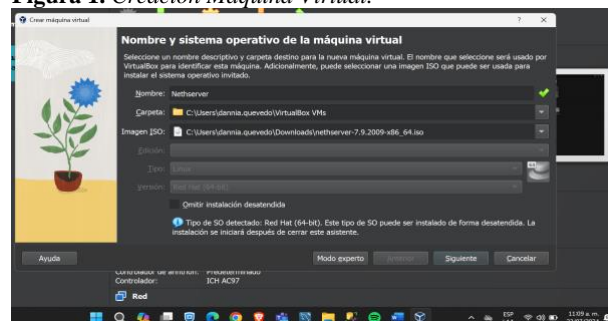 Figura 1. Creación Máquina Virtual.
Crear máquina virtual
Nombre y sistema operativo de la máquina virtual
Seleccione un nombre descriptivo y carpeta destino para la nueva máquina virtual. El nombre que seleccione será usado por
VirtualBox para identificar esta máquina. Adicionalmente, puede seleccionar una imagen ISO que puede ser usada para
instalar el sistema operativo invitado.
Nombre: Nethserver
Carpeta: C:\Users\dannia.quevedo\VirtualBox VMs
Imagen ISO: C:\Users\dannia.quevedo\Downloads\nethserver-7.9.2009-x86_64.iso
Edición:
Tipo: Linux
Versión: Red Hat (64-bit)
Omitir instalación desatendida
Tipo de SO detectado: Red Hat (64-bit). Este tipo de SO puede ser instalado de forma desatendida. La
instalación se iniciará después de cerrar este asistente.
Ayuda Modo experto Anterior Siguiente Cancelar
Controlador de anfitrión: Predeterminado
Controlador: ICH AC97
Red
ESP 11:09 a. m.